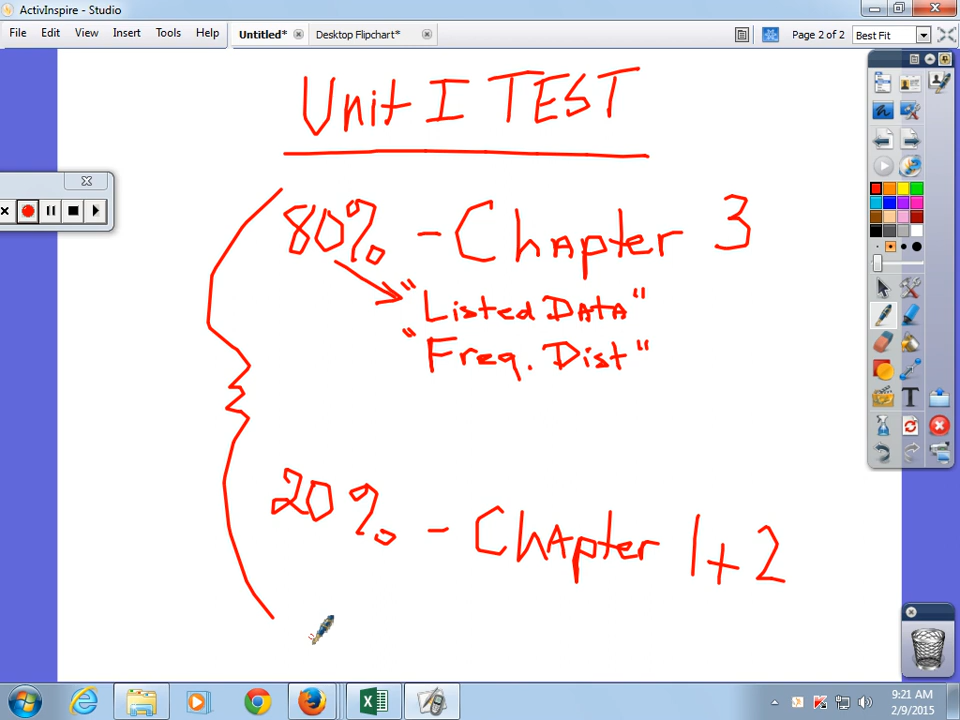 ActivInspire - Studio
File Edit View Insert Tools Help Untitled* Desktop Flipchart* Page 2 of 2 Best Fit
Unit I TEST
80% - Chapter 3
"Listed Data"
"Freq. Dist"
20% - Chapter 1+2
9:21 AM
2/9/2015